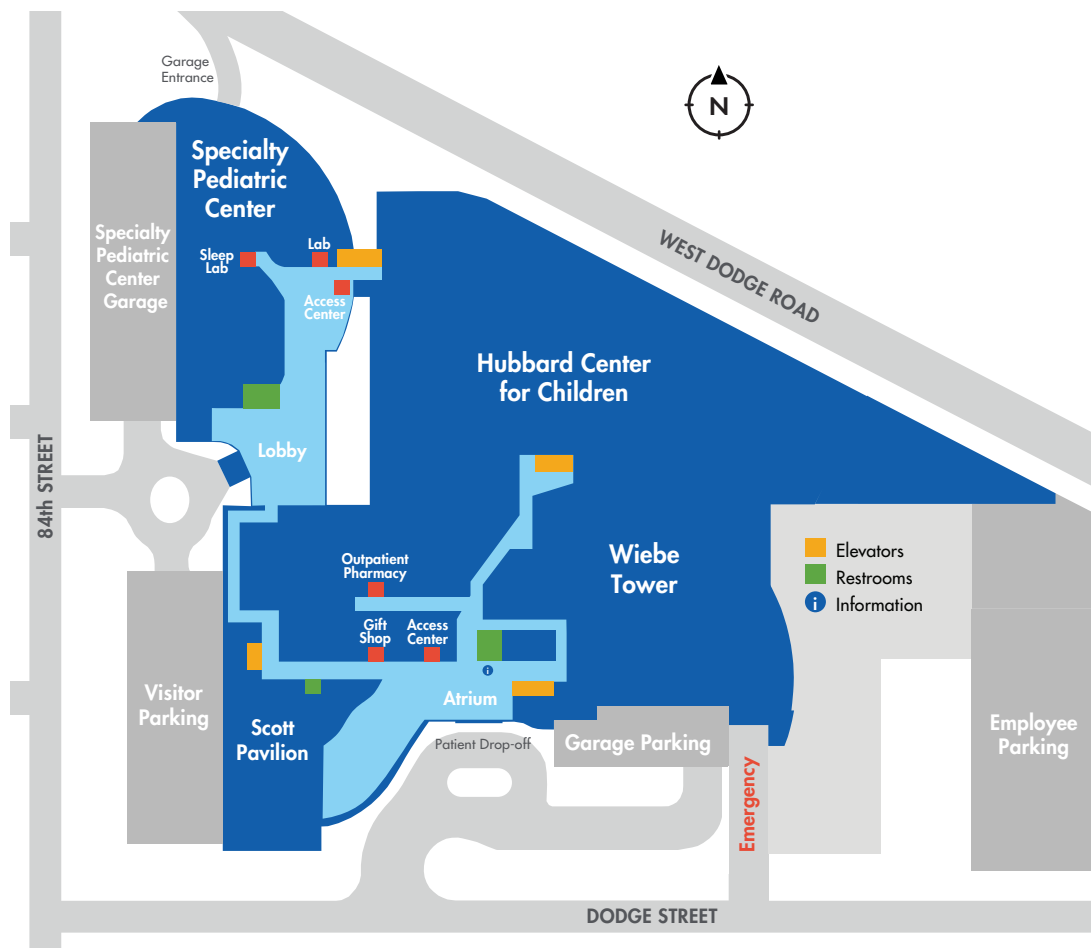 Garage
Entrance
N
Specialty
Pediatric
Center
WEST DODGE ROAD
Specialty
Pediatric
Center
Garage
Sleep
Lab
Lab
Access
Center
Hubbard Center
for Children
Lobby
84th STREET
Outpatient
Pharmacy
Wiebe
Tower
Elevators
Restrooms
i Information
Gift
Shop
Access
Center
i
Atrium
Visitor
Parking
Scott
Pavilion
Patient Drop-off
Garage Parking
Emergency
Employee
Parking
DODGE STREET